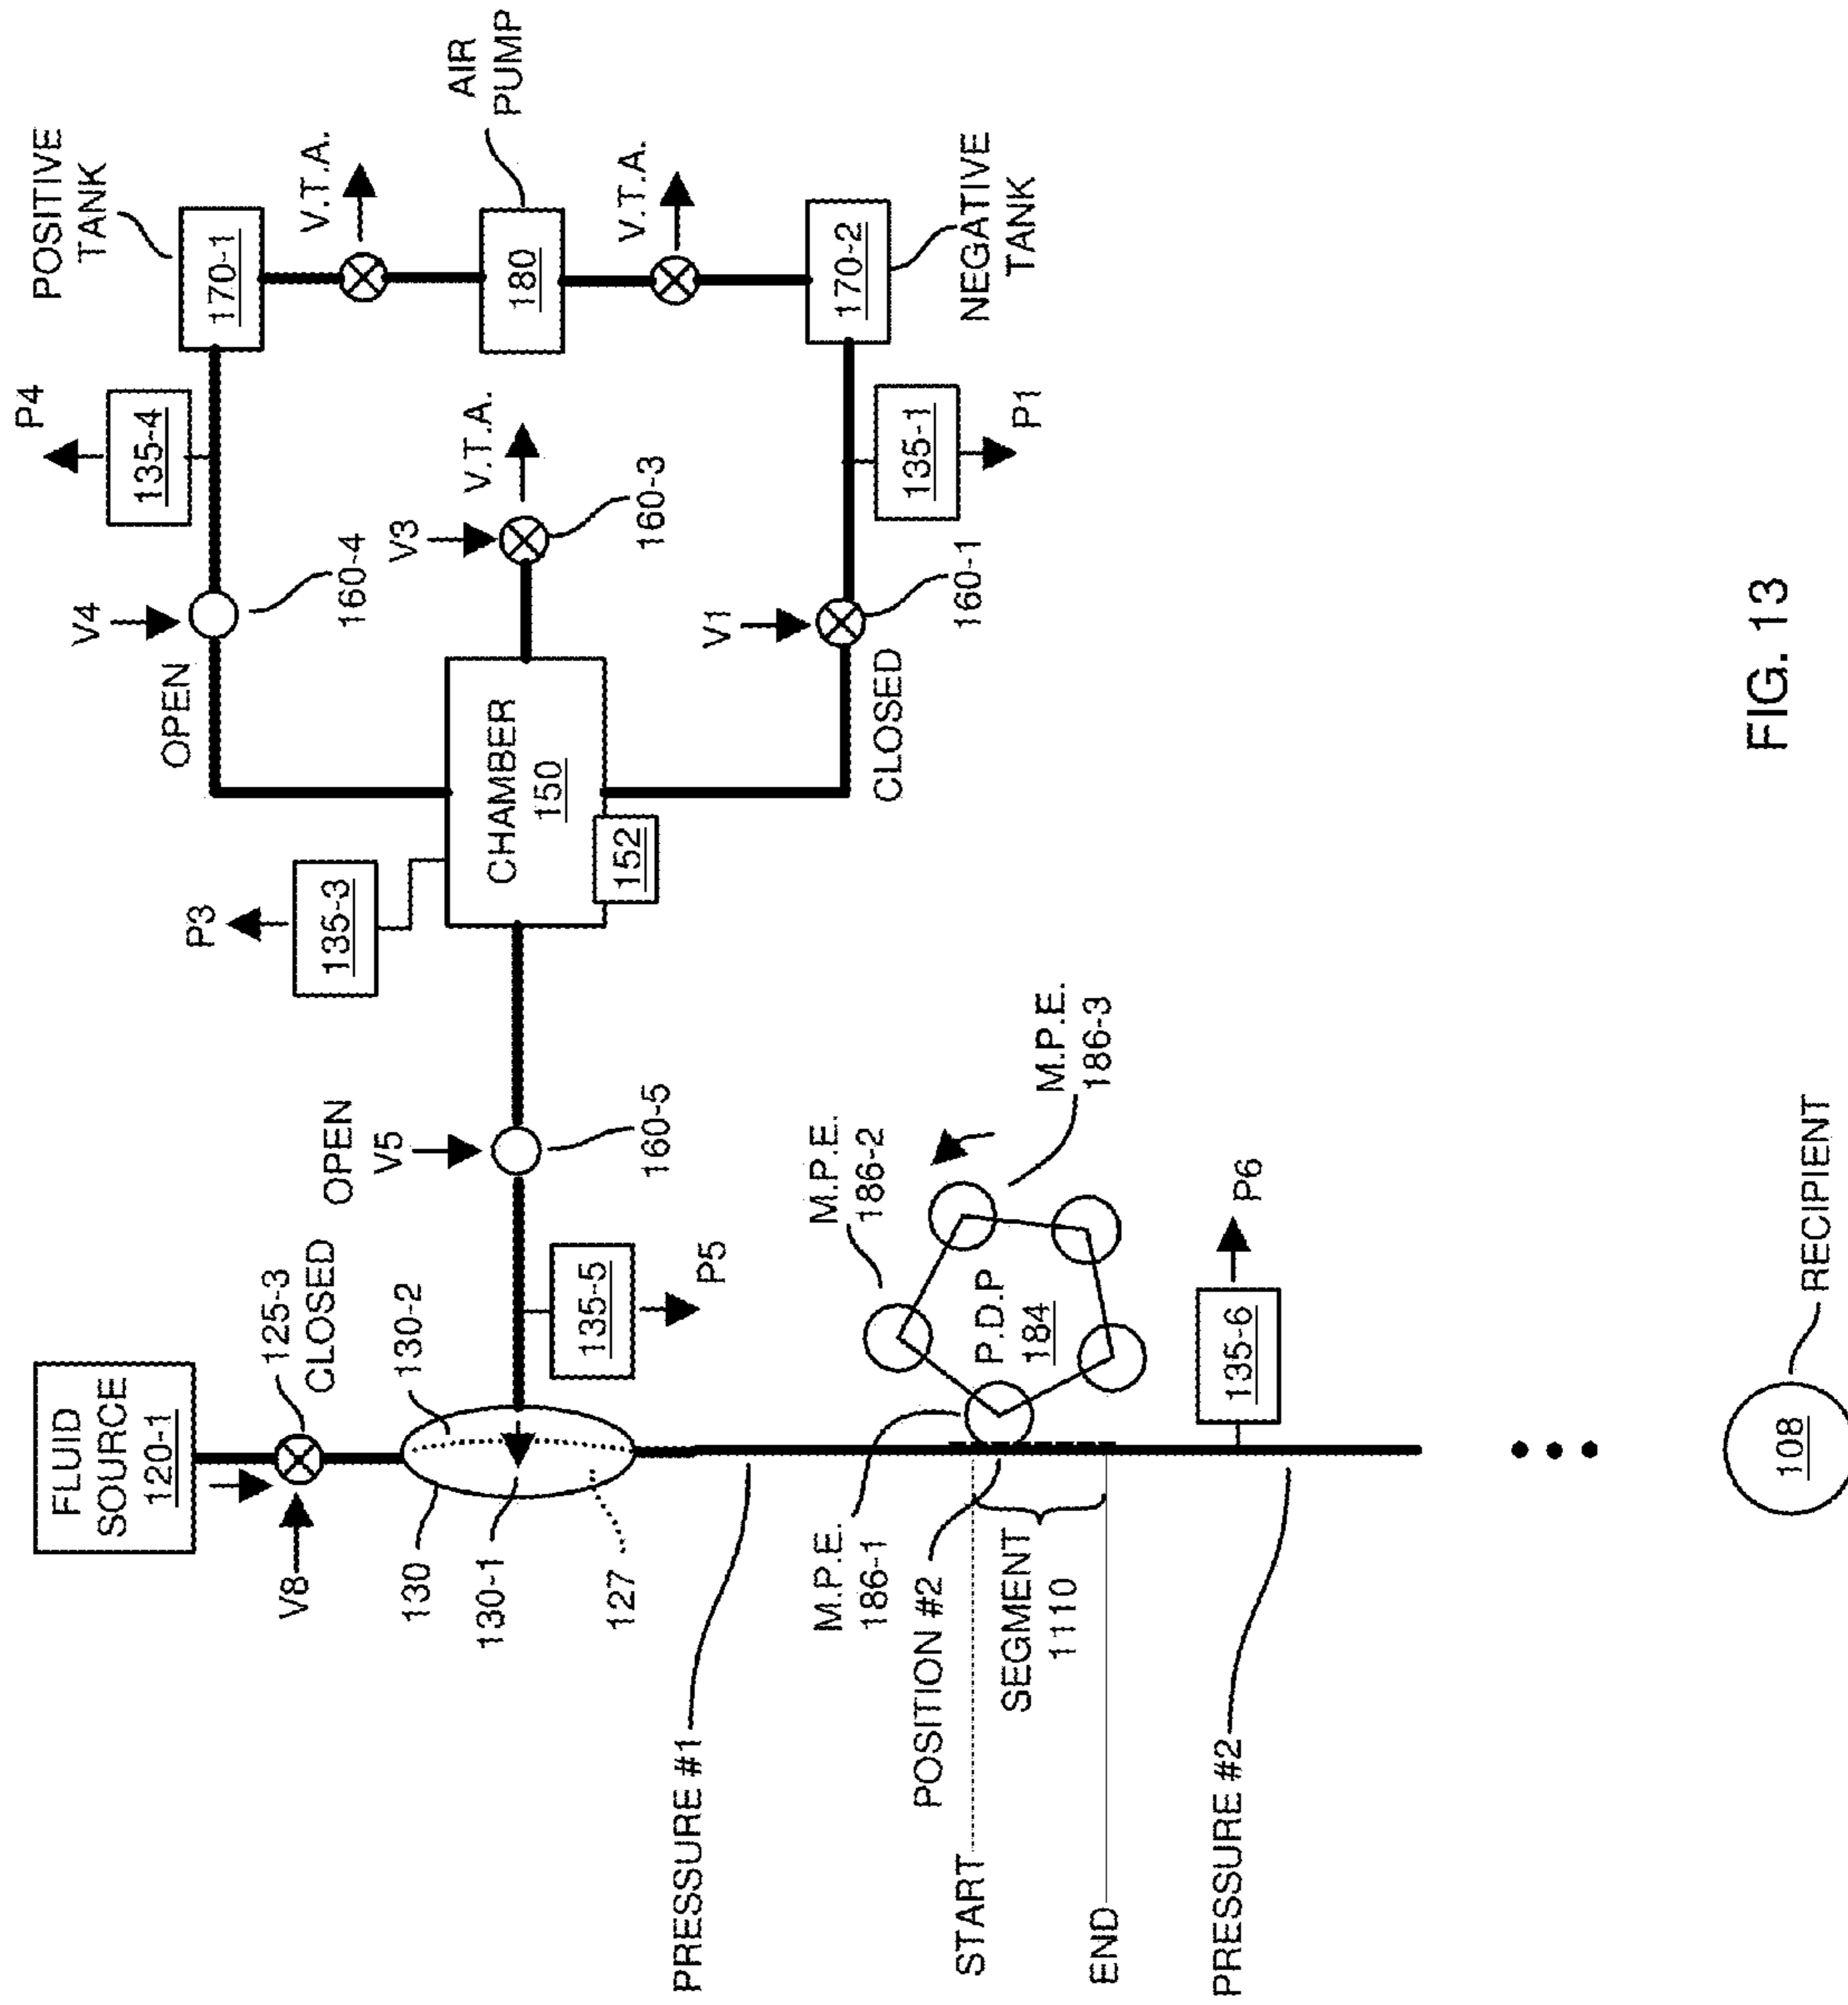 FLUID
SOURCE
120-1
V8
125-3
CLOSED
130
130-2
130-1
127
135-5
P5
OPEN
V5
160-5
P3
135-3
CHAMBER
150
152
OPEN
V4
160-4
P4
135-4
POSITIVE
TANK
170-1
V.T.A.
AIR
PUMP
180
V.T.A.
V3
V.T.A.
160-3
V1
160-1
CLOSED
135-1
P1
170-2
NEGATIVE
TANK
PRESSURE #1
M.P.E.
186-1
M.P.E.
186-2
M.P.E.
186-3
P.D.P
184
POSITION #2
SEGMENT
1110
START
END
PRESSURE #2
135-6
P6
108
RECIPIENT
FIG. 13